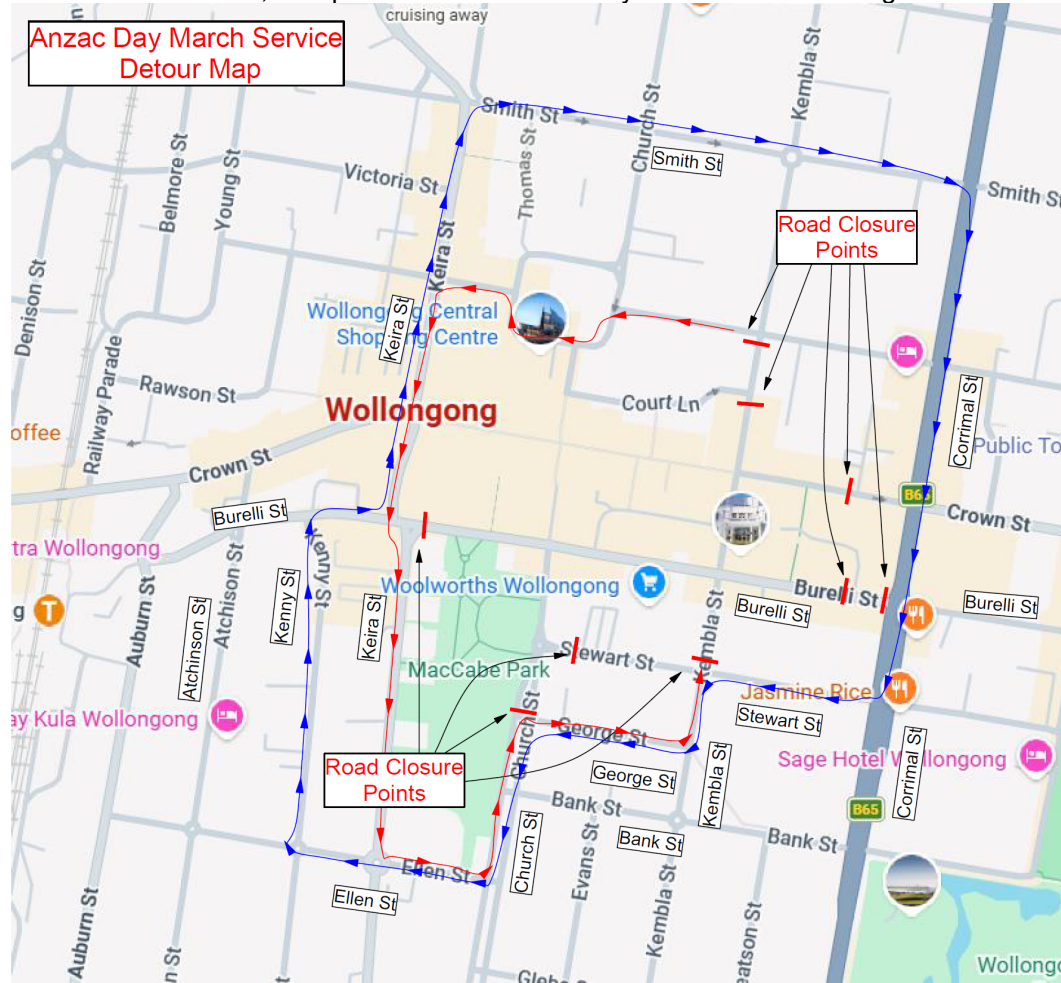 cruising away
Anzac Day March Service
Detour Map
Smith St
Smith St
Smith St
Church St
Kembla St
Thomas St
Belmore St
Young St
Victoria St
Keira St
Keira St
Road Closure
Points
Denison St
Wollongong Central
Shopping Centre
Railway Parade
Rawson St
Wollongong
Court Ln
Corrimal St
Public To
offee
Crown St
Burelli St
B65
Crown St
tra Wollongong
Kenny St
Kenny St
Woolworths Wollongong
Burelli St
Burelli St
Burelli St
g
T
Auburn St
Atchison St
Atchinson St
Keira St
MacCabe Park
Stewart St
Kembla St
Jasmine Rice
Stewart St
ay Kula Wollongong
Church St
George St
George St
Kembla St
Sage Hotel Wollongong
Corrimal St
Road Closure
Points
Bank St
Bank St
Bank St
B65
Church St
Evans St
Ellen St
Ellen St
Kembla St
eatson St
Auburn St
n St
Wollongo